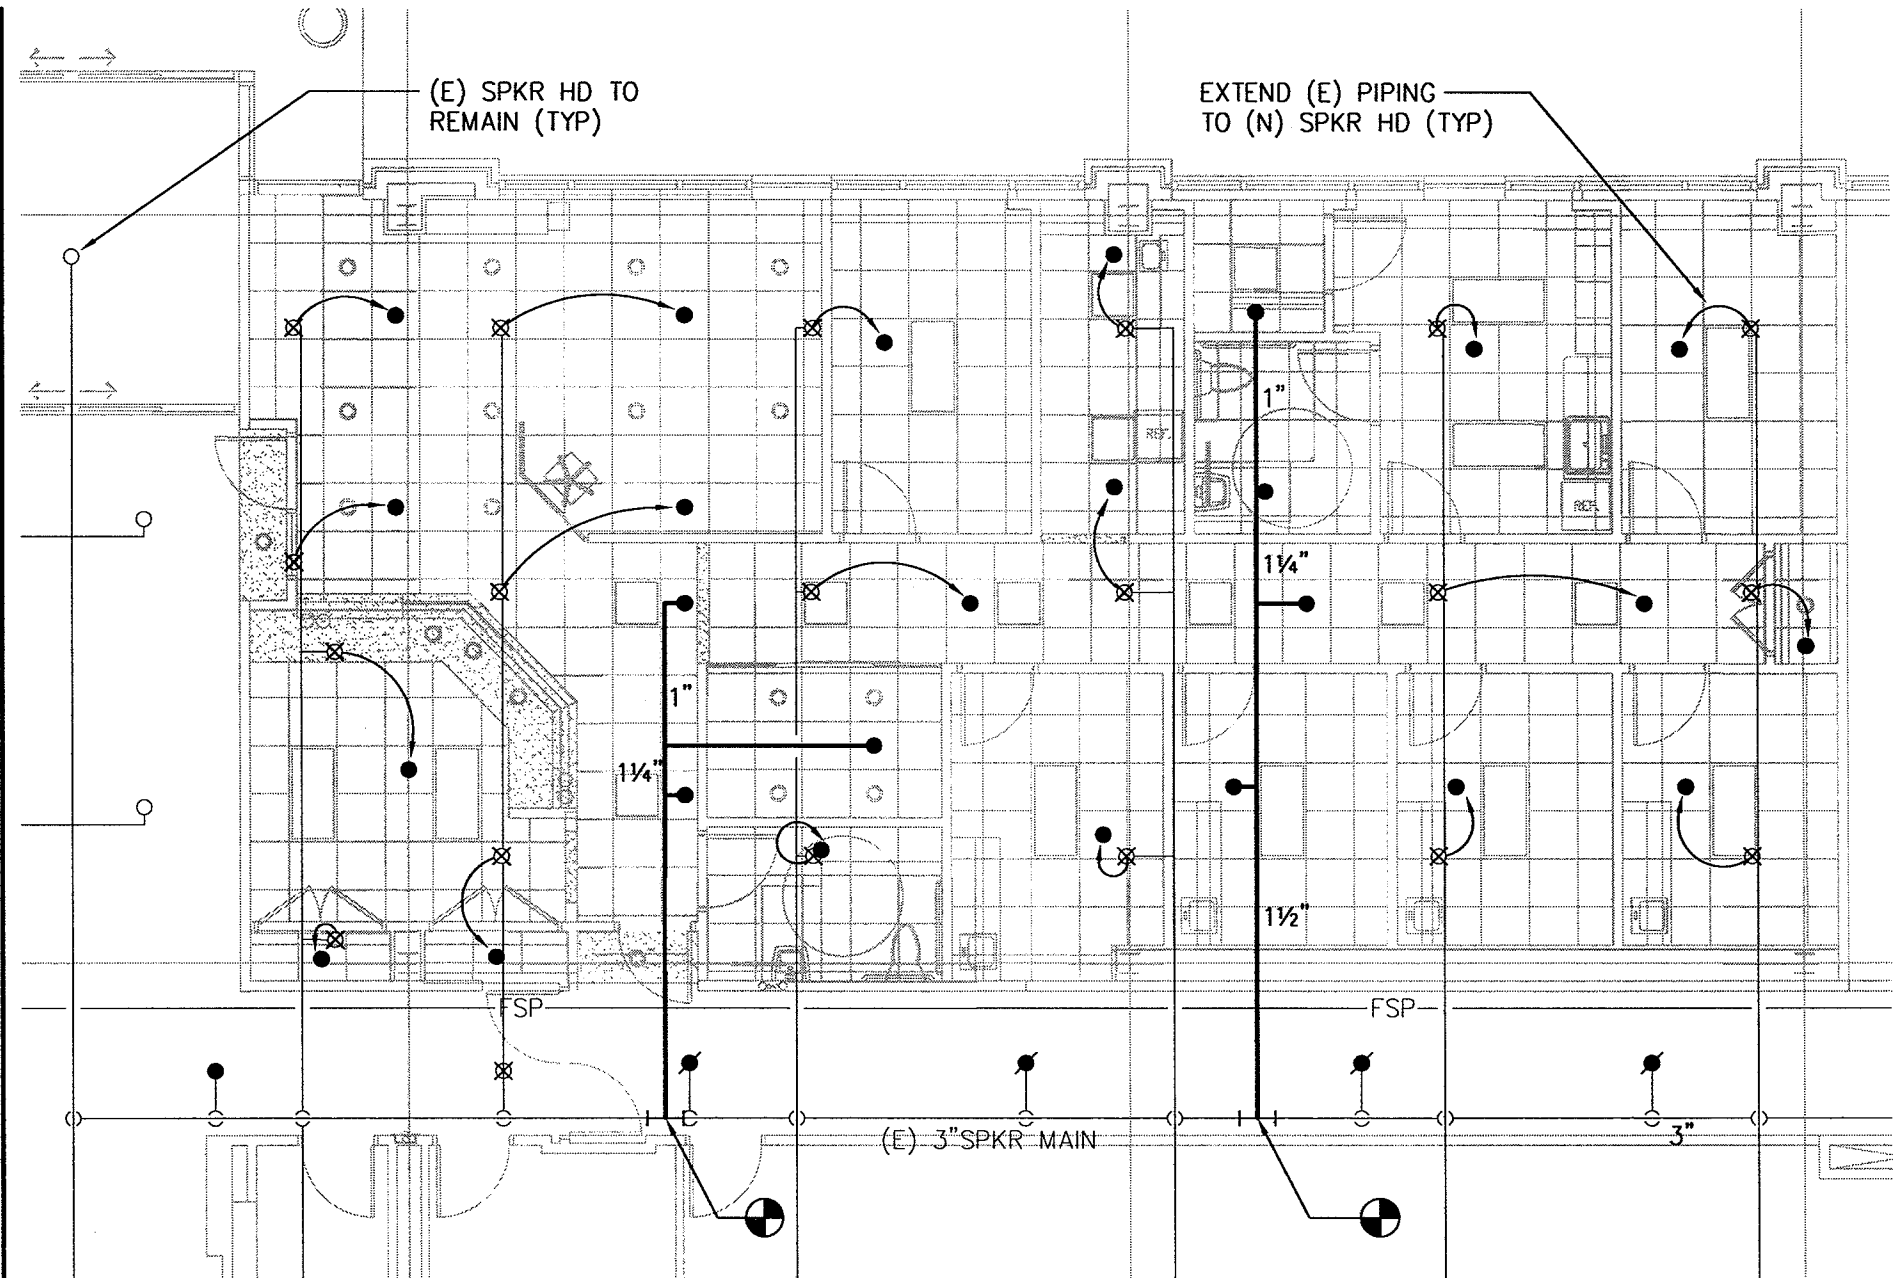 (E) SPKR HD TO
REMAIN (TYP)
EXTEND (E) PIPING
TO (N) SPKR HD (TYP)
1"
REF.
REF.
1¼"
1"
1¼"
1½"
FSP
FSP
(E) 3"SPKR MAIN
3"